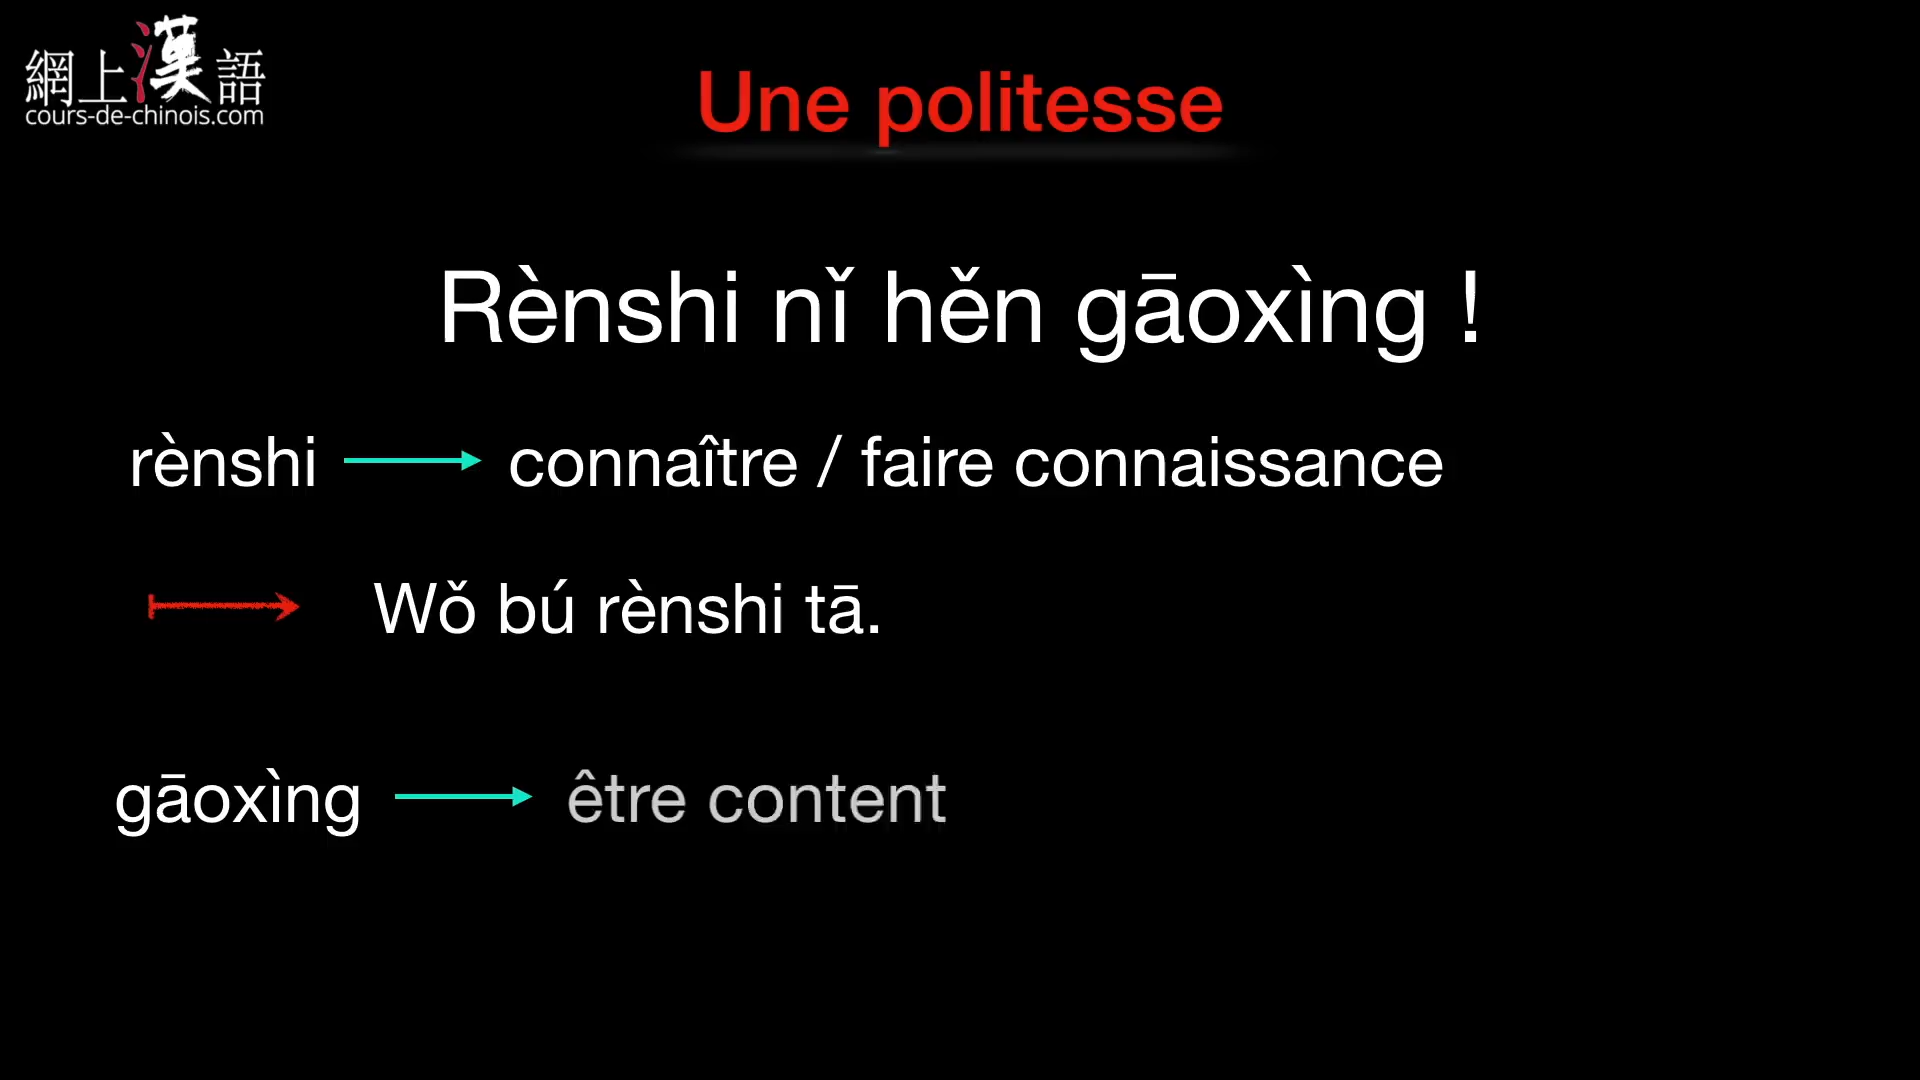 網上漢語
cours-de-chinois.com
Une politesse
Rènshi nǐ hěn gāoxìng !
rènshi connaître / faire connaissance
Wǒ bú rènshi tā.
gāoxìng être content